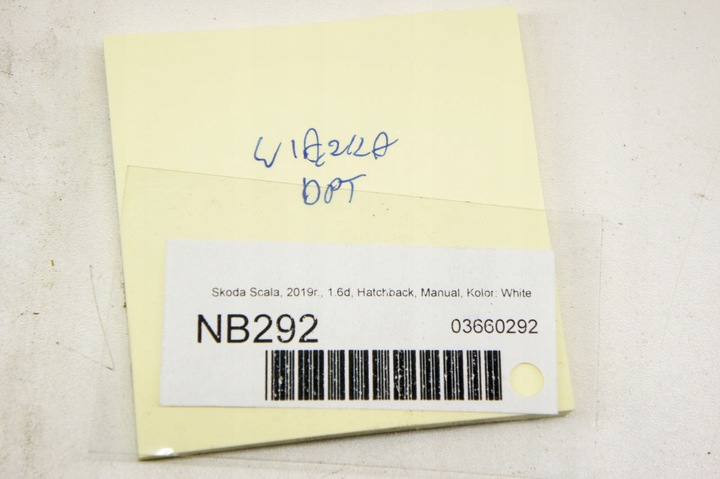 WIĄZKA
DPT
Skoda Scala, 2019r., 1.6d, Hatchback, Manual, Kolor: White
NB292
03660292